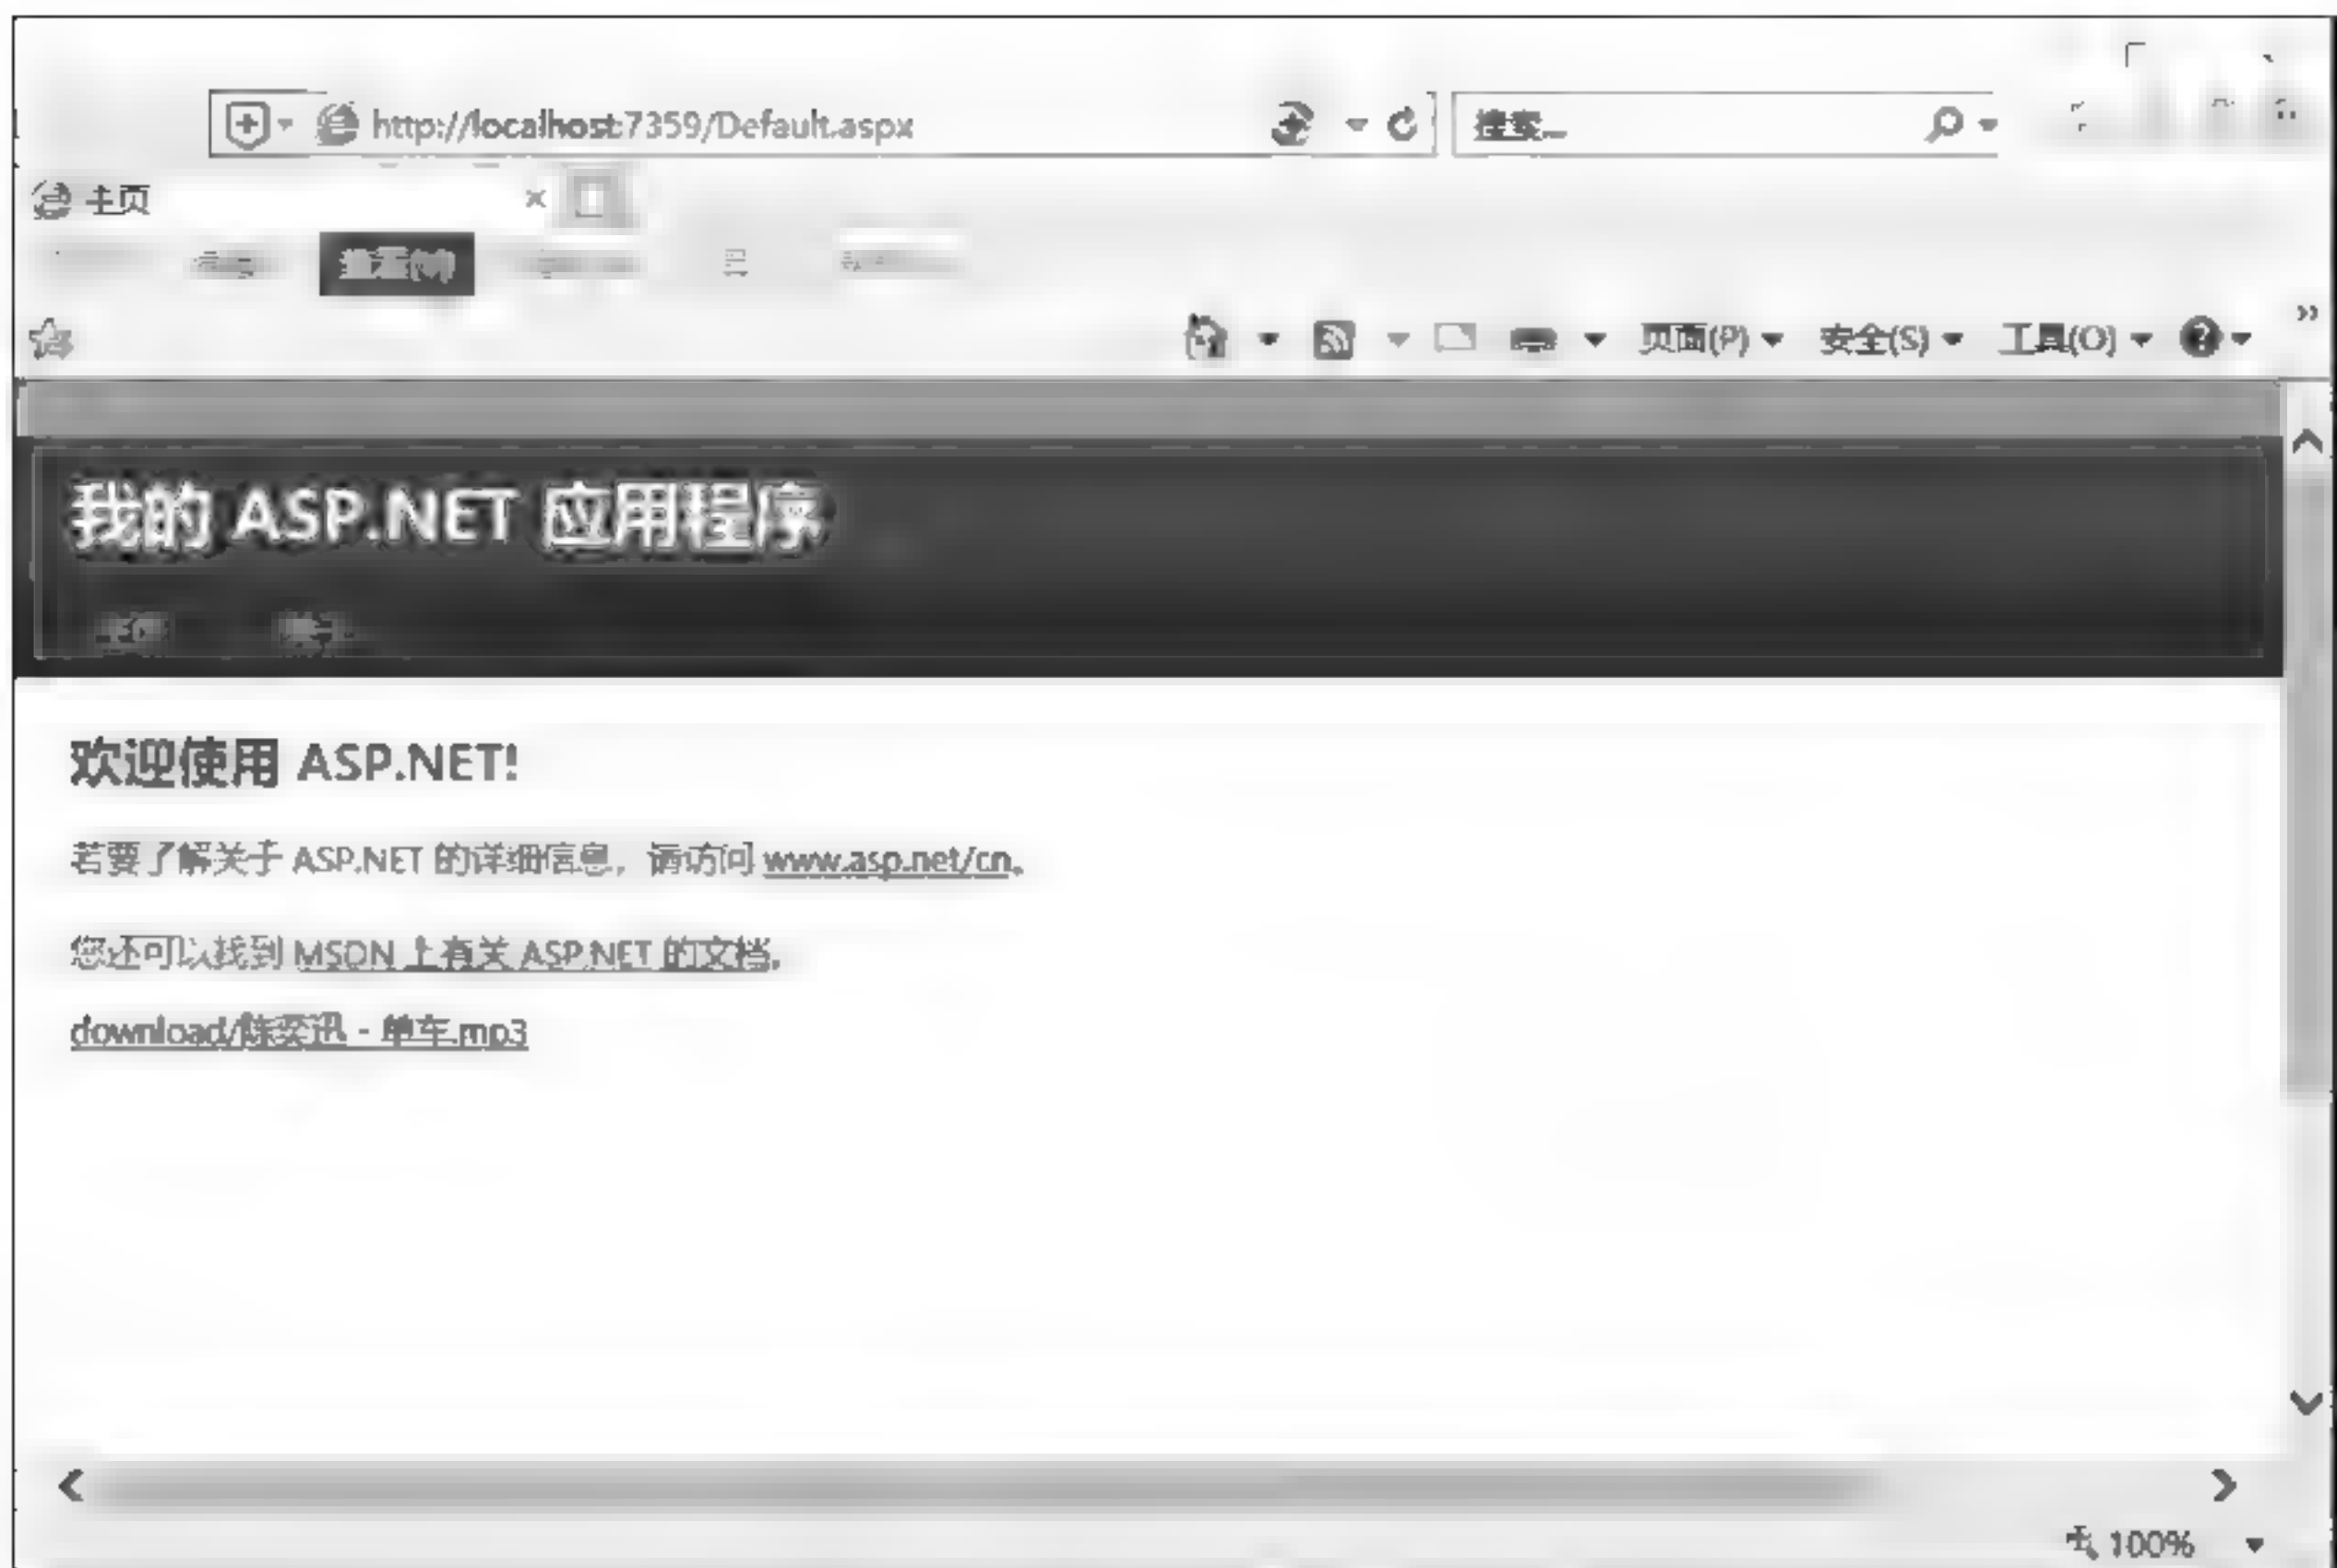 http://localhost:7359/Default.aspx
搜索...
主页
查看(V)
页面(P) 安全(S) 工具(O)
我的 ASP.NET 应用程序
欢迎使用 ASP.NET!
若要了解关于 ASP.NET 的详细信息，请访问 www.asp.net/cn。
您还可以找到 MSDN 上有关 ASP.NET 的文档。
download/陈奕迅 - 单车.mp3
100%